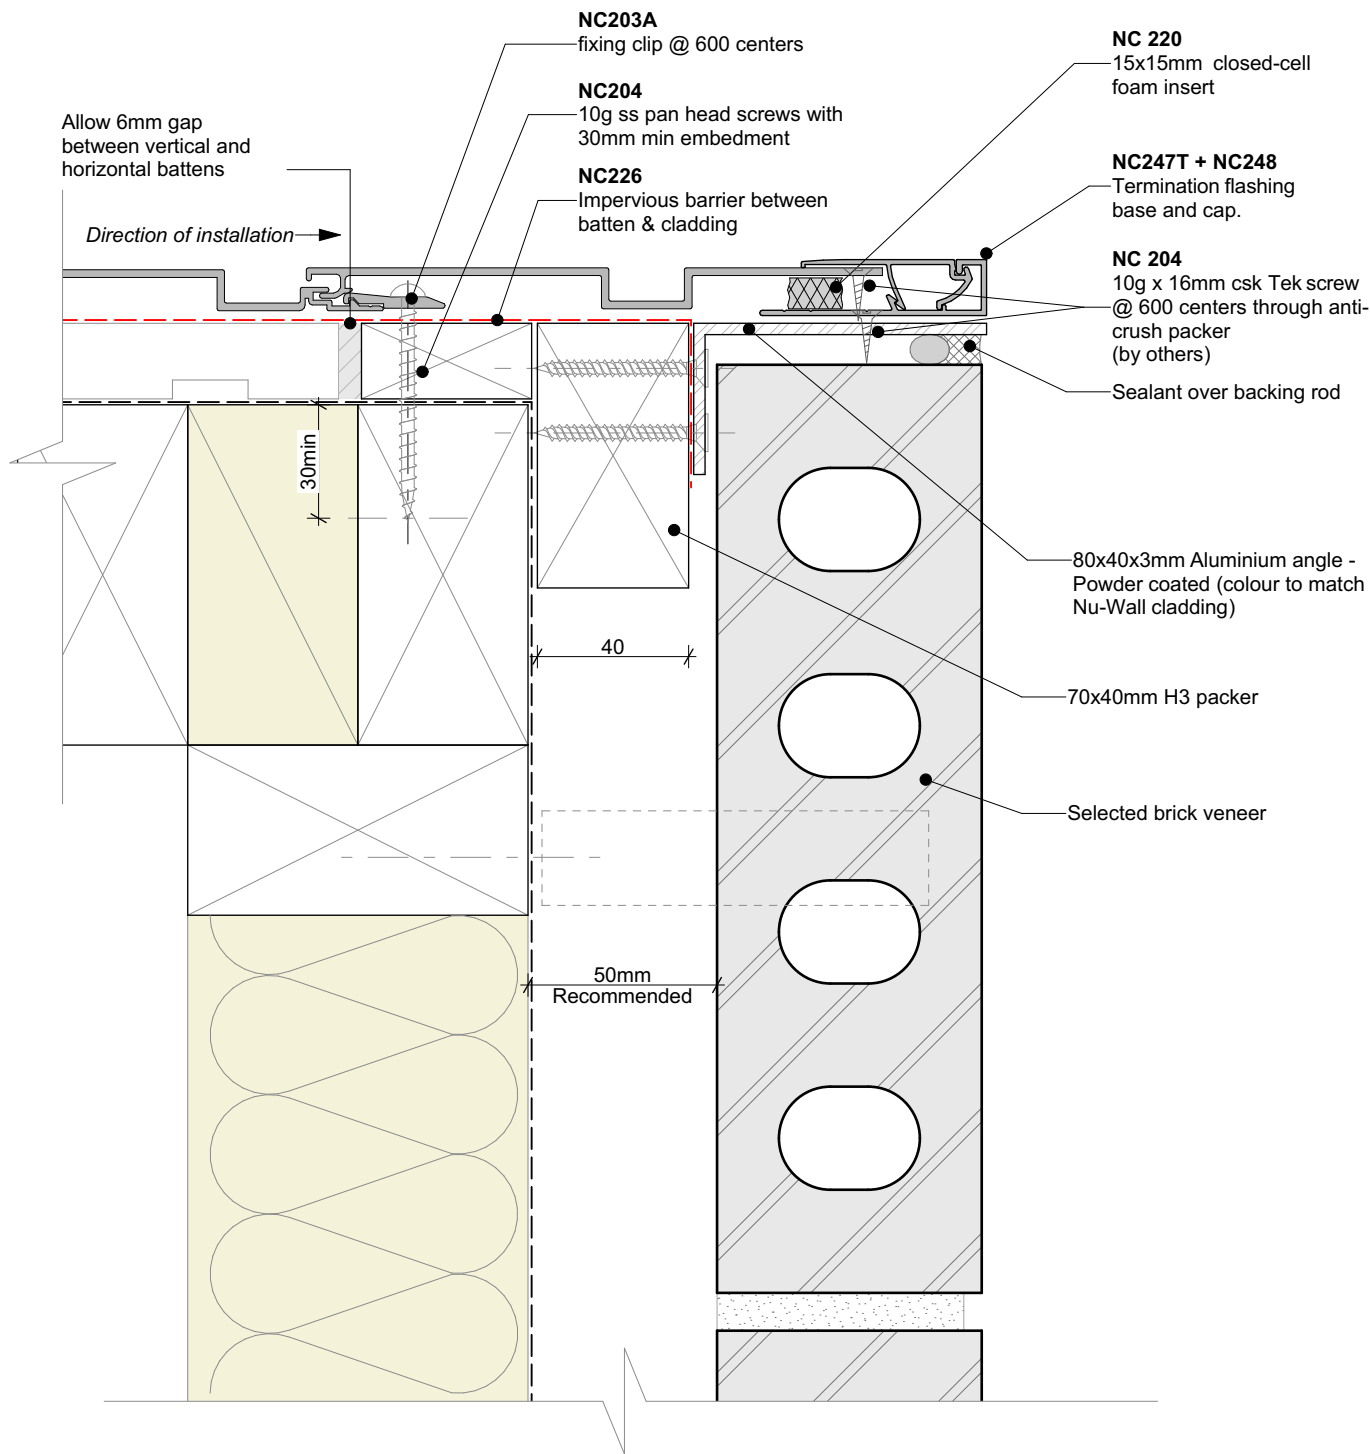 NC203A
fixing clip @ 600 centers
NC204
10g ss pan head screws with
30mm min embedment
NC226
Impervious barrier between
batten & cladding
Allow 6mm gap
between vertical and
horizontal battens
Direction of installation
NC 220
15x15mm closed-cell
foam insert
NC247T + NC248
Termination flashing
base and cap.
NC 204
10g x 16mm csk Tek screw
@ 600 centers through anti-
crush packer
(by others)
Sealant over backing rod
30min
80x40x3mm Aluminium angle -
Powder coated (colour to match
Nu-Wall cladding)
40
70x40mm H3 packer
Selected brick veneer
50mm
Recommended